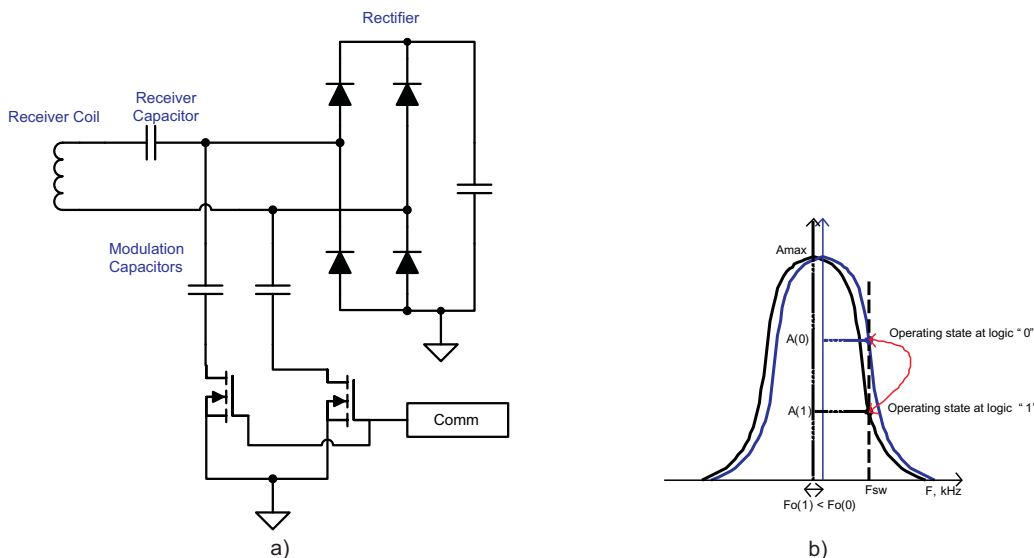 Rectifier
Receiver
Capacitor
Receiver Coil
Modulation
Capacitors
Comm
a)
Amax
A(0)
Operating state at logic “ 0”
A(1)
Operating state at logic “ 1”
Fsw
F, kHz
Fo(1) < Fo(0)
b)